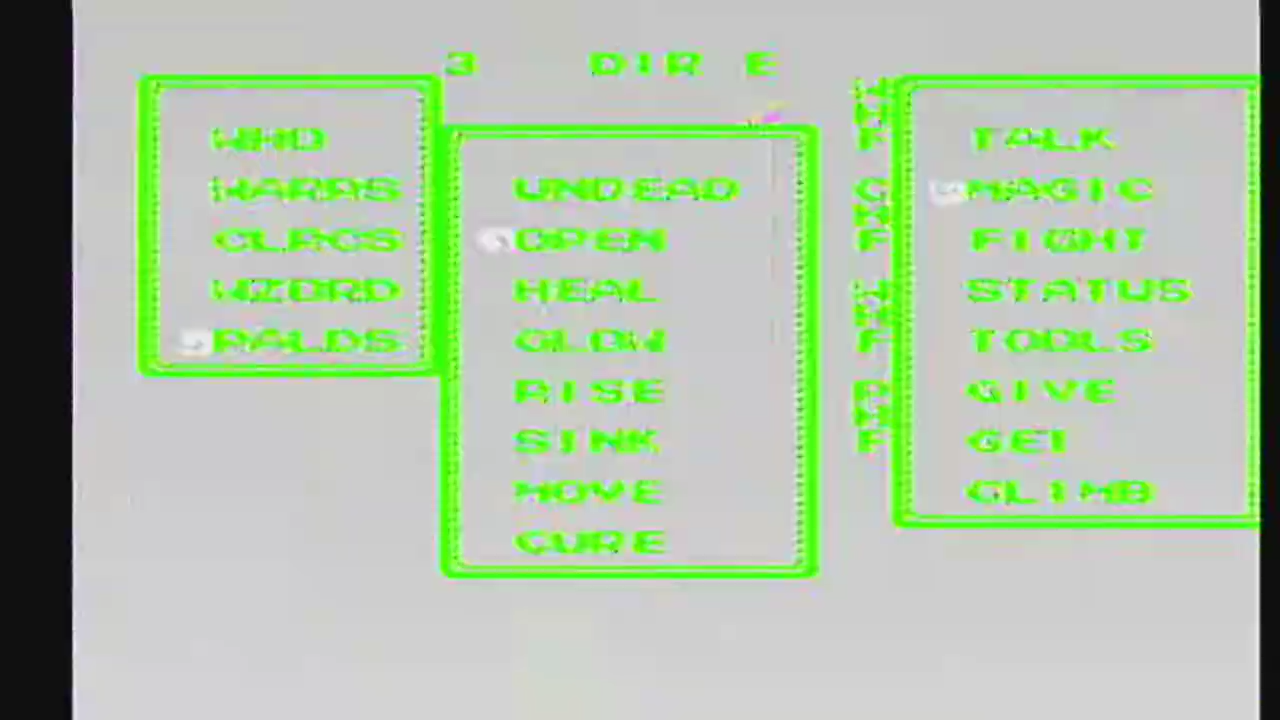 3 DIR E
WHO
WARRS
CLRCS
WZDRD
PALDS
UNDEAD
OPEN
HEAL
GLOW
RISE
SINK
MOVE
CURE
TALK
MAGIC
FIGHT
STATUS
TOOLS
GIVE
GET
CLIMB